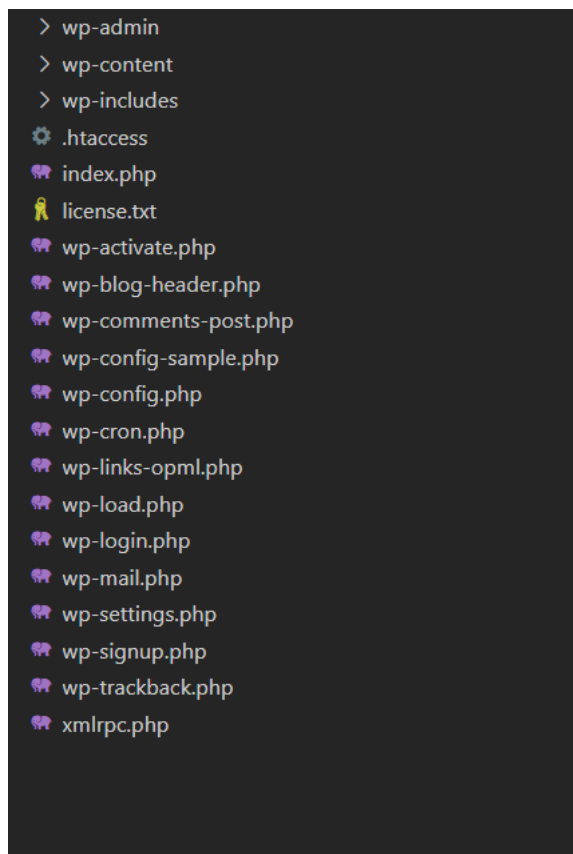 wp-admin
wp-content
wp-includes
.htaccess
index.php
license.txt
wp-activate.php
wp-blog-header.php
wp-comments-post.php
wp-config-sample.php
wp-config.php
wp-cron.php
wp-links-opml.php
wp-load.php
wp-login.php
wp-mail.php
wp-settings.php
wp-signup.php
wp-trackback.php
xmlrpc.php